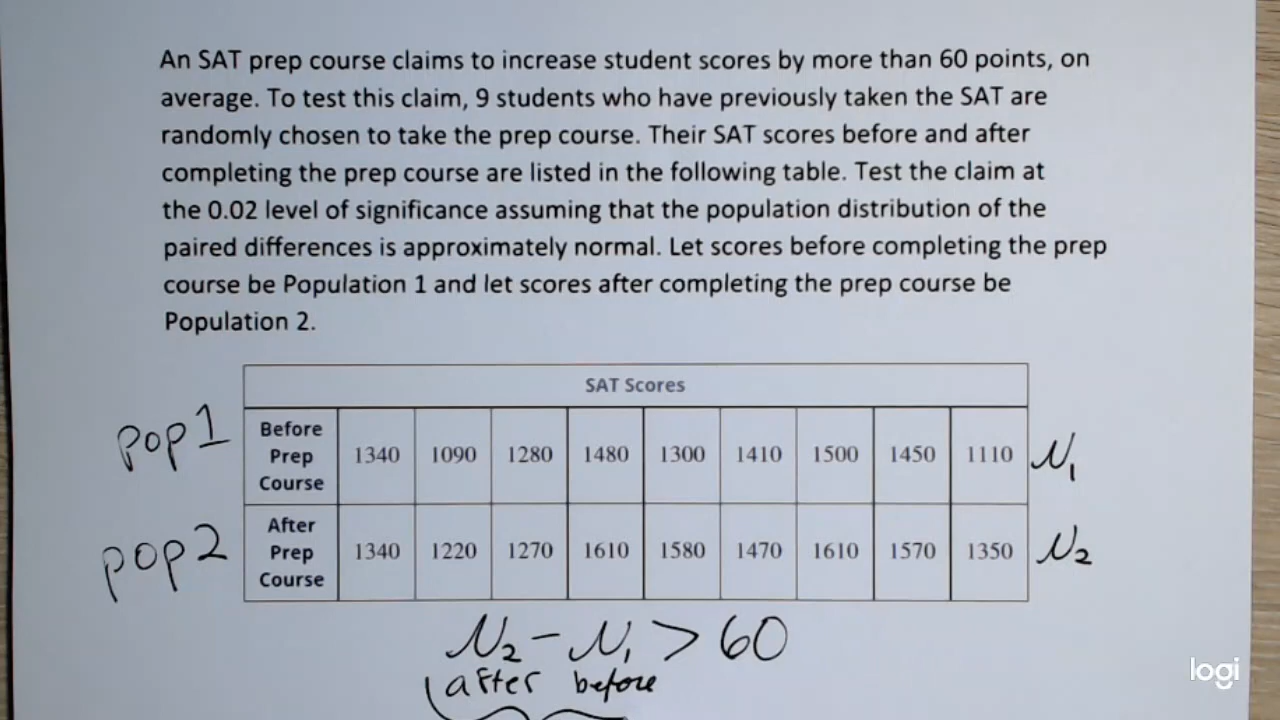 An SAT prep course claims to increase student scores by more than 60 points, on
average. To test this claim, 9 students who have previously taken the SAT are
randomly chosen to take the prep course. Their SAT scores before and after
completing the prep course are listed in the following table. Test the claim at
the 0.02 level of significance assuming that the population distribution of the
paired differences is approximately normal. Let scores before completing the prep
course be Population 1 and let scores after completing the prep course be
Population 2.
SAT Scores
pop 1 Before Prep Course 1340 1090 1280 1480 1300 1410 1500 1450 1110 μ₁
pop 2 After Prep Course 1340 1220 1270 1610 1580 1470 1610 1570 1350 μ₂
μ₂ - μ₁ > 60
after before
logi